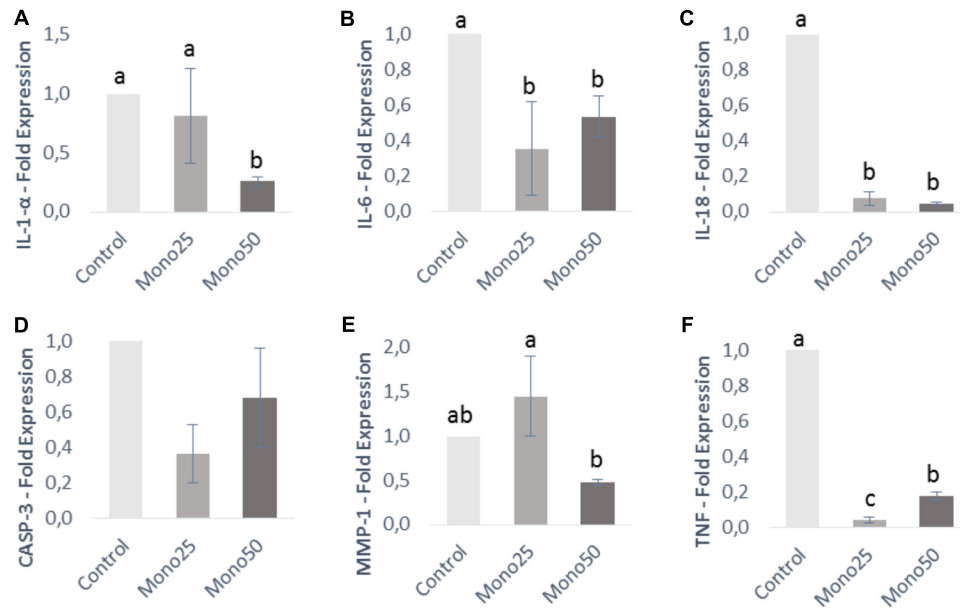 A
IL-1-α - Fold Expression
1,5
1,0
0,5
0,0
a
a
b
Control
Mono25
Mono50
B
IL-6 - Fold Expression
1,0
0,8
0,6
0,4
0,2
0,0
a
b
b
Control
Mono25
Mono50
C
IL-18 - Fold Expression
1,0
0,8
0,6
0,4
0,2
0,0
a
b
b
Control
Mono25
Mono50
D
CASP-3 - Fold Expression
1,0
0,8
0,6
0,4
0,2
0,0
Control
Mono25
Mono50
E
MMP-1 - Fold Expression
2,0
1,5
1,0
0,5
0,0
ab
a
b
Control
Mono25
Mono50
F
TNF - Fold Expression
1,0
0,8
0,6
0,4
0,2
0,0
a
c
b
Control
Mono25
Mono50